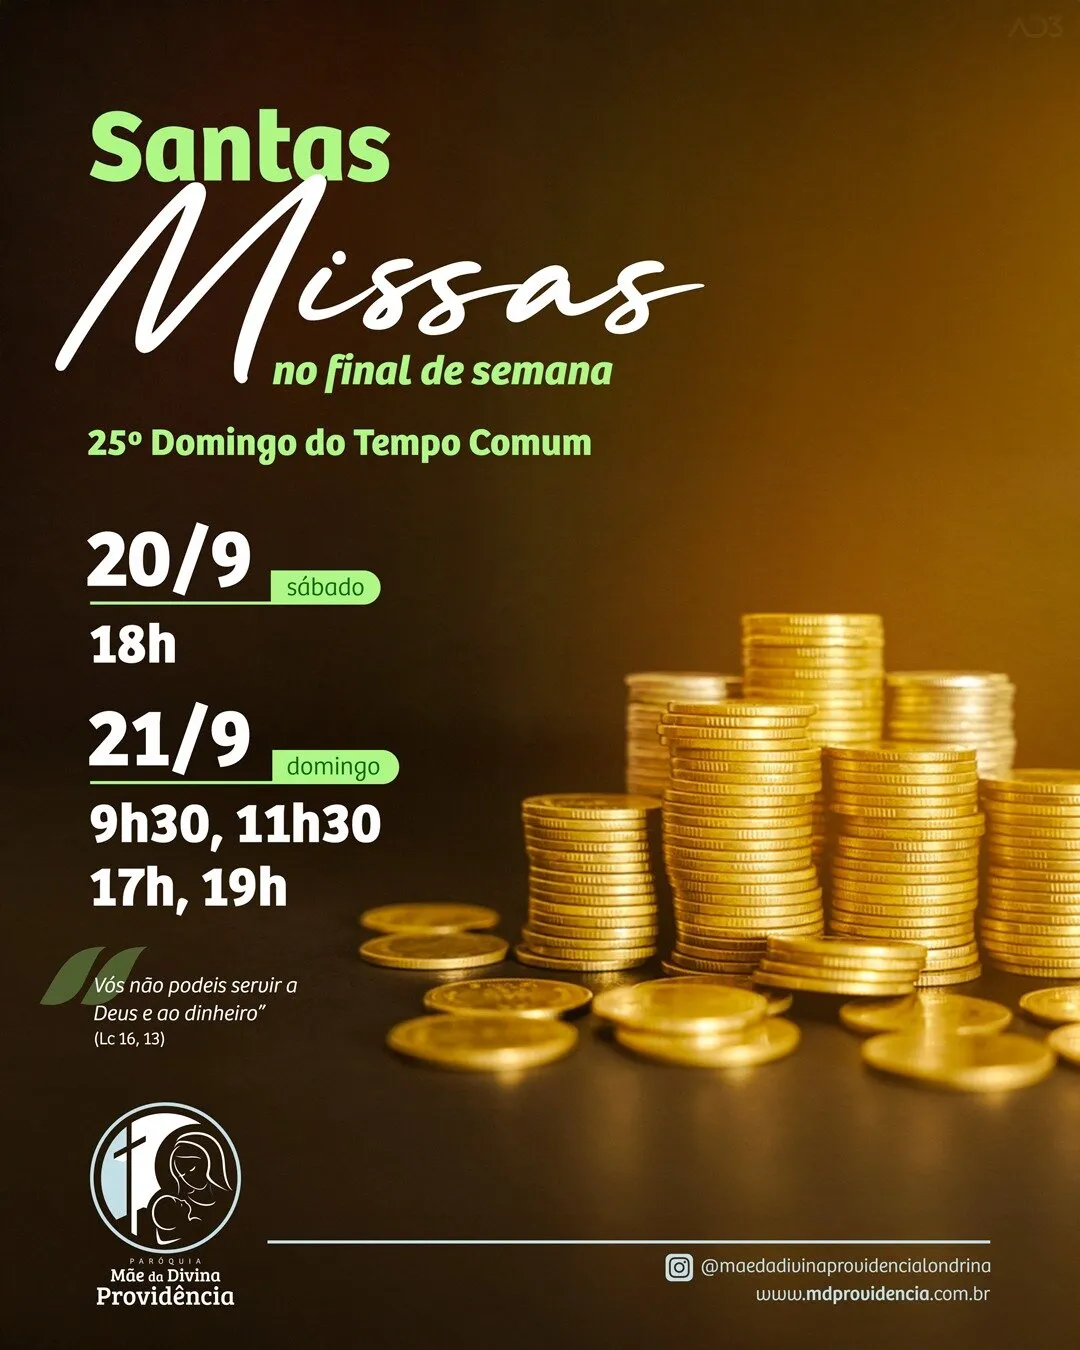 AD3
Santas
Missas
no final de semana
25º Domingo do Tempo Comum
20/9 sábado
18h
21/9 domingo
9h30, 11h30
17h, 19h
Vós não podeis servir a
Deus e ao dinheiro”
(Lc 16, 13)
PARÓQUIA
Mãe da Divina
Providência
@maedadivinaprovidencialondrina
www.mdprovidencia.com.br